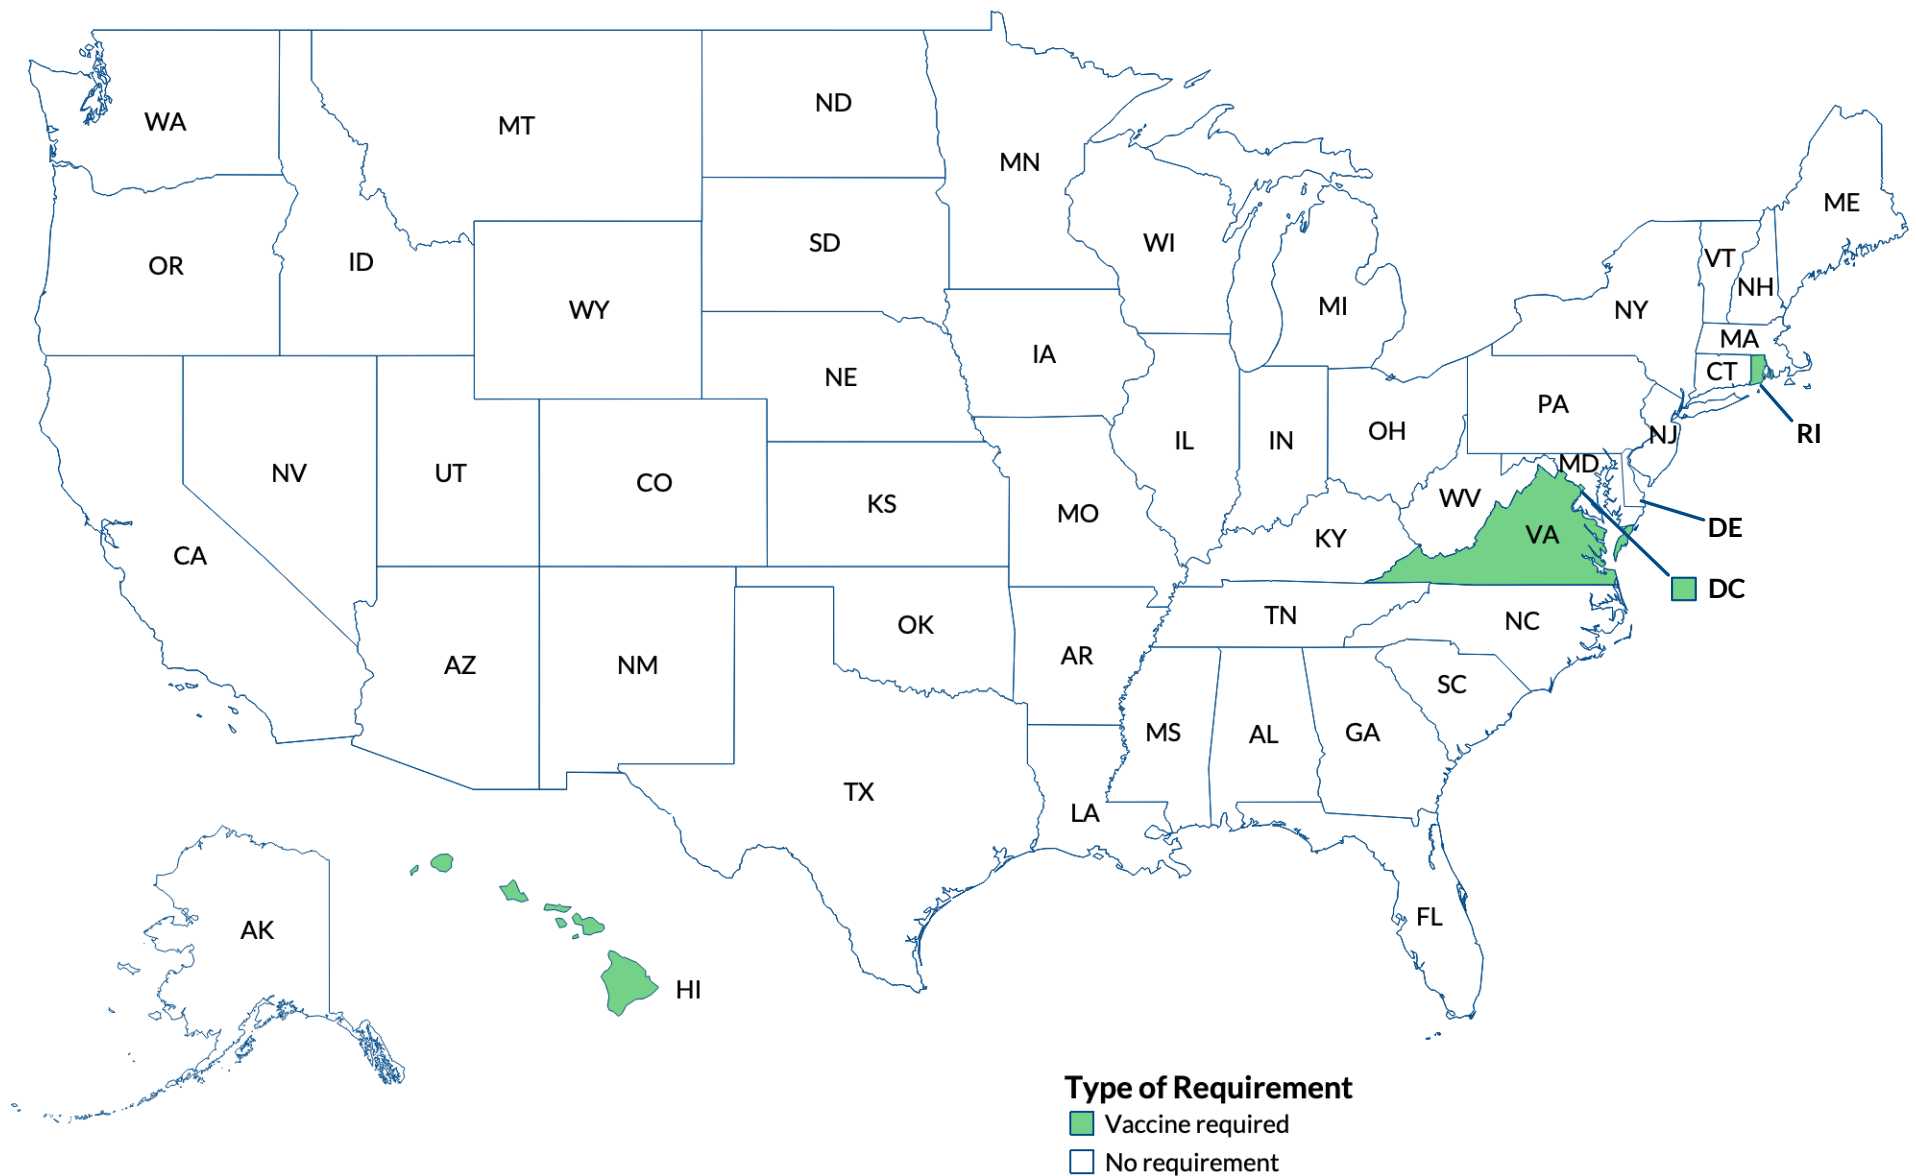 WA
MT
ND
MN
OR
ID
WY
SD
WI
MI
NY
VT
NH
ME
MA
CT
RI
NE
IA
PA
NJ
NV
UT
CO
KS
MO
IL
IN
OH
WV
MD
DE
VA
DC
CA
KY
TN
NC
AZ
NM
OK
AR
SC
MS
AL
GA
TX
LA
FL
AK
HI
Type of Requirement
Vaccine required
No requirement